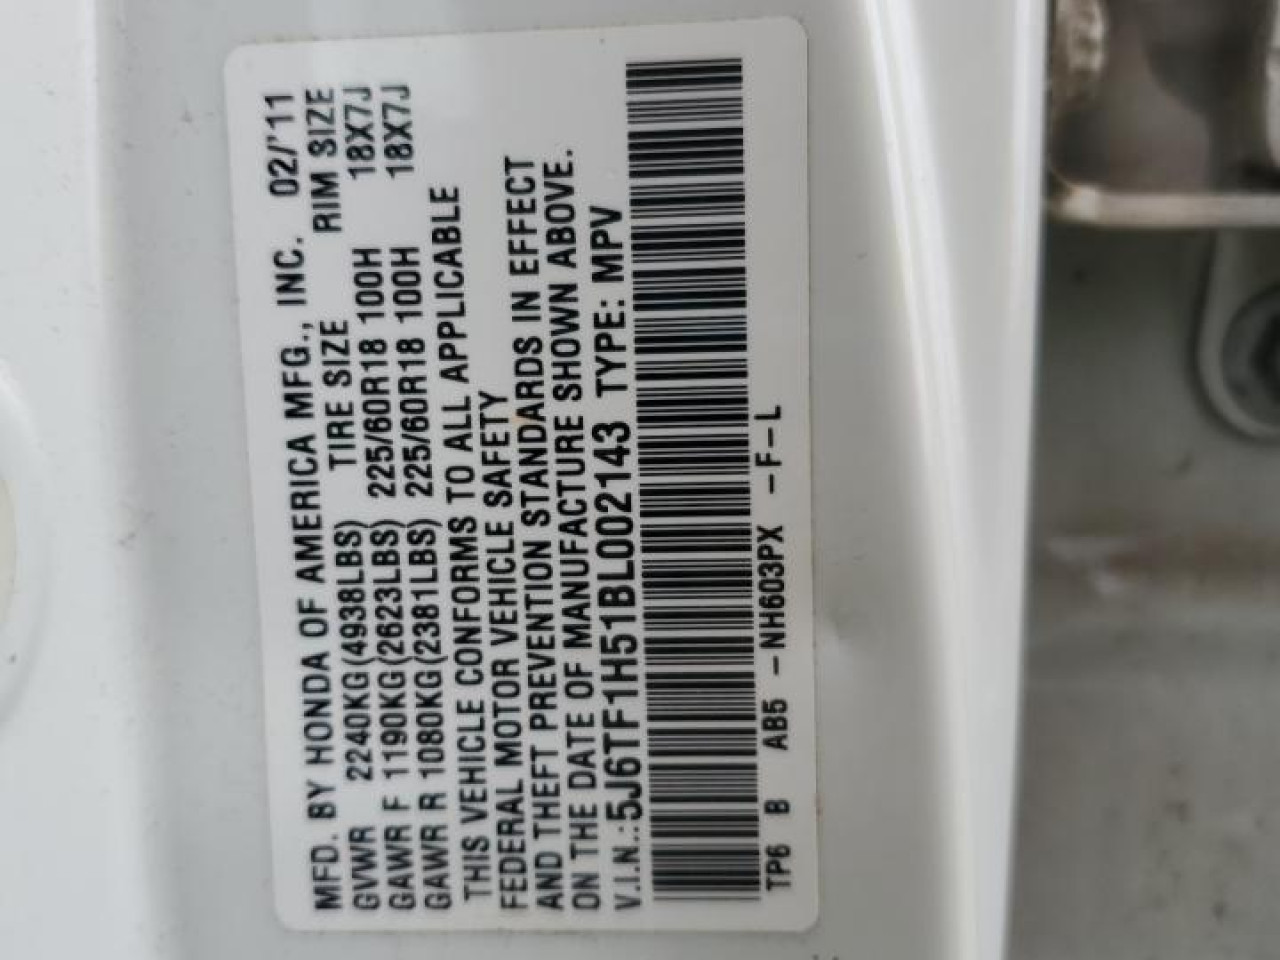 MFD. BY HONDA OF AMERICA MFG., INC. 02/'11
GVWR 2240KG(4938LBS) TIRE SIZE RIM SIZE
GAWR F 1190KG(2623LBS) 225/60R18 100H 18X7J
GAWR R 1080KG(2381LBS) 225/60R18 100H 18X7J
THIS VEHICLE CONFORMS TO ALL APPLICABLE
FEDERAL MOTOR VEHICLE SAFETY
AND THEFT PREVENTION STANDARDS IN EFFECT
ON THE DATE OF MANUFACTURE SHOWN ABOVE.
V.I.N.:5J6TF1H51BL002143 TYPE: MPV
TP6 B AB5 -NH603PX -F-L